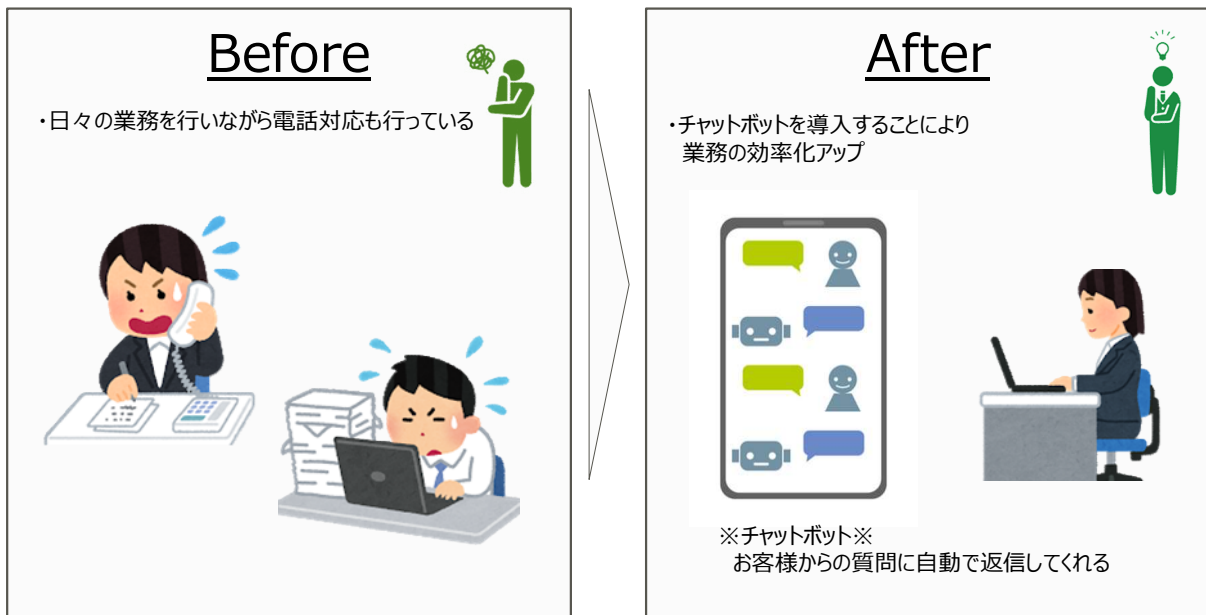 Before
・日々の業務を行いながら電話対応も行っている
After
・チャットボットを導入することにより
業務の効率化アップ
※チャットボット※
お客様からの質問に自動で返信してくれる